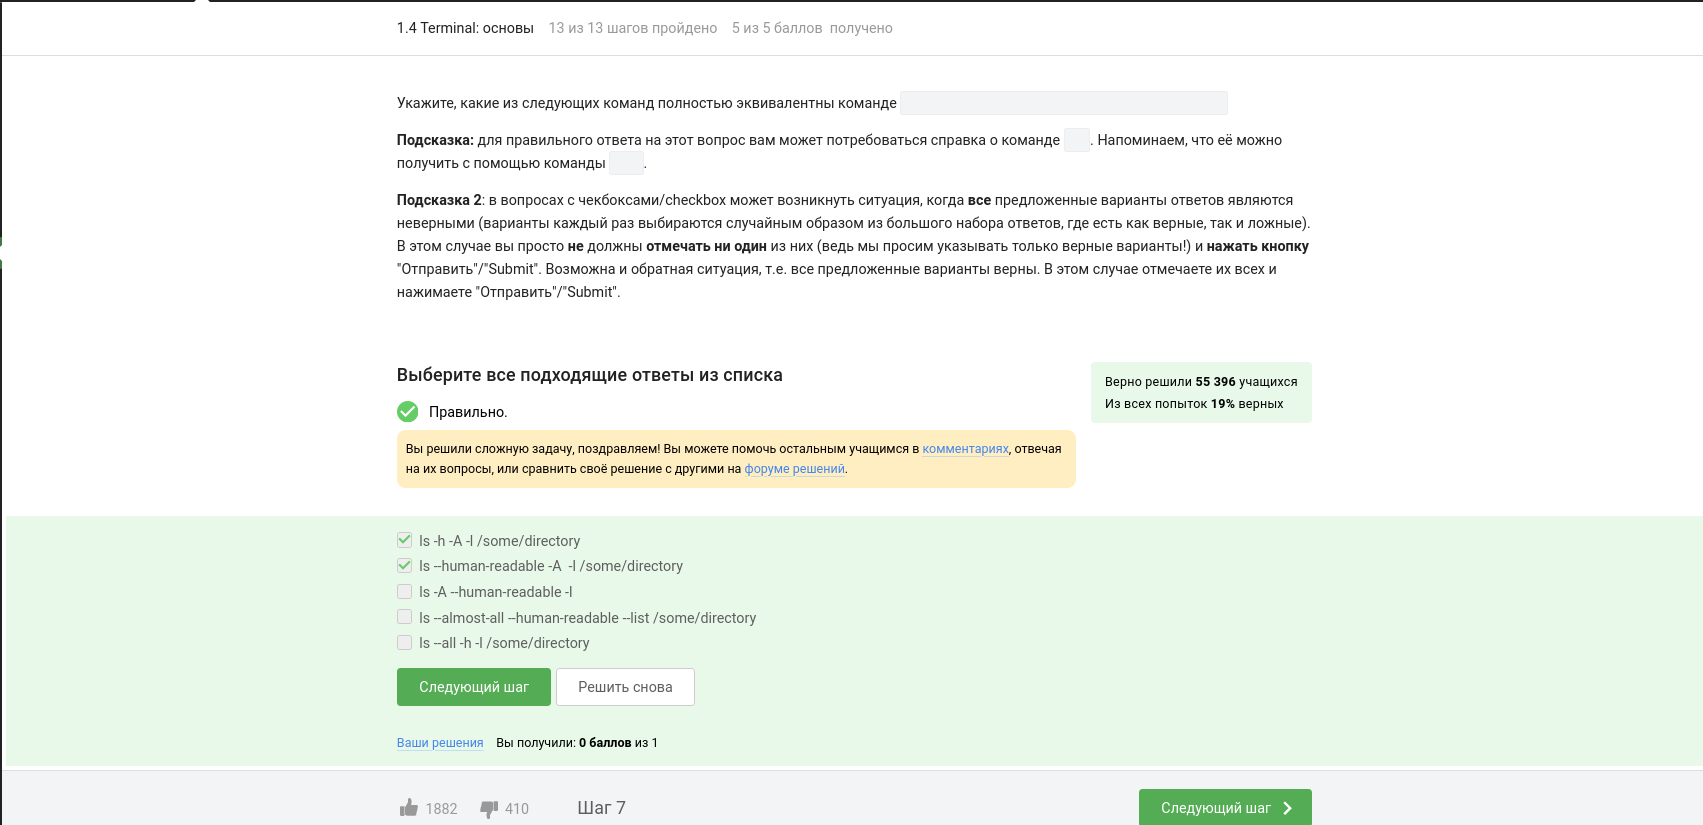 1.4 Terminal: основы 13 из 13 шагов пройдено 5 из 5 баллов получено
Укажите, какие из следующих команд полностью эквивалентны команде
Подсказка: для правильного ответа на этот вопрос вам может потребоваться справка о команде . Напоминаем, что её можно
получить с помощью команды .
Подсказка 2: в вопросах с чекбоксами/checkbox может возникнуть ситуация, когда все предложенные варианты ответов являются
неверными (варианты каждый раз выбираются случайным образом из большого набора ответов, где есть как верные, так и ложные).
В этом случае вы просто не должны отмечать ни один из них (ведь мы просим указывать только верные варианты!) и нажать кнопку
"Отправить"/"Submit". Возможна и обратная ситуация, т.е. все предложенные варианты верны. В этом случае отмечаете их всех и
нажимаете "Отправить"/"Submit".
Выберите все подходящие ответы из списка
Верно решили 55 396 учащихся
Из всех попыток 19% верных
Правильно.
Вы решили сложную задачу, поздравляем! Вы можете помочь остальным учащимся в комментариях, отвечая
на их вопросы, или сравнить своё решение с другими на форуме решений.
ls -h -A -l /some/directory
ls --human-readable -A  -l /some/directory
ls -A --human-readable -l
ls --almost-all --human-readable --list /some/directory
ls --all -h -l /some/directory
Следующий шаг Решить снова
Ваши решения Вы получили: 0 баллов из 1
1882 410 Шаг 7 Следующий шаг